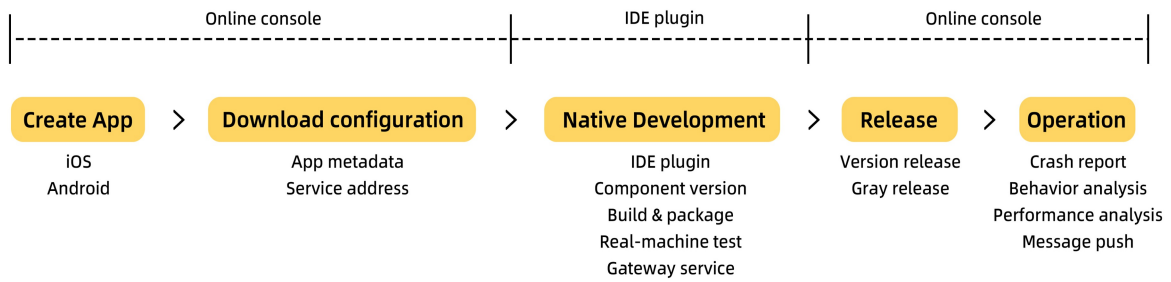 Online console
IDE plugin
Online console
Create App
Download configuration
Native Development
Release
Operation
iOS
Android
App metadata
Service address
IDE plugin
Component version
Build & package
Real-machine test
Gateway service
Version release
Gray release
Crash report
Behavior analysis
Performance analysis
Message push